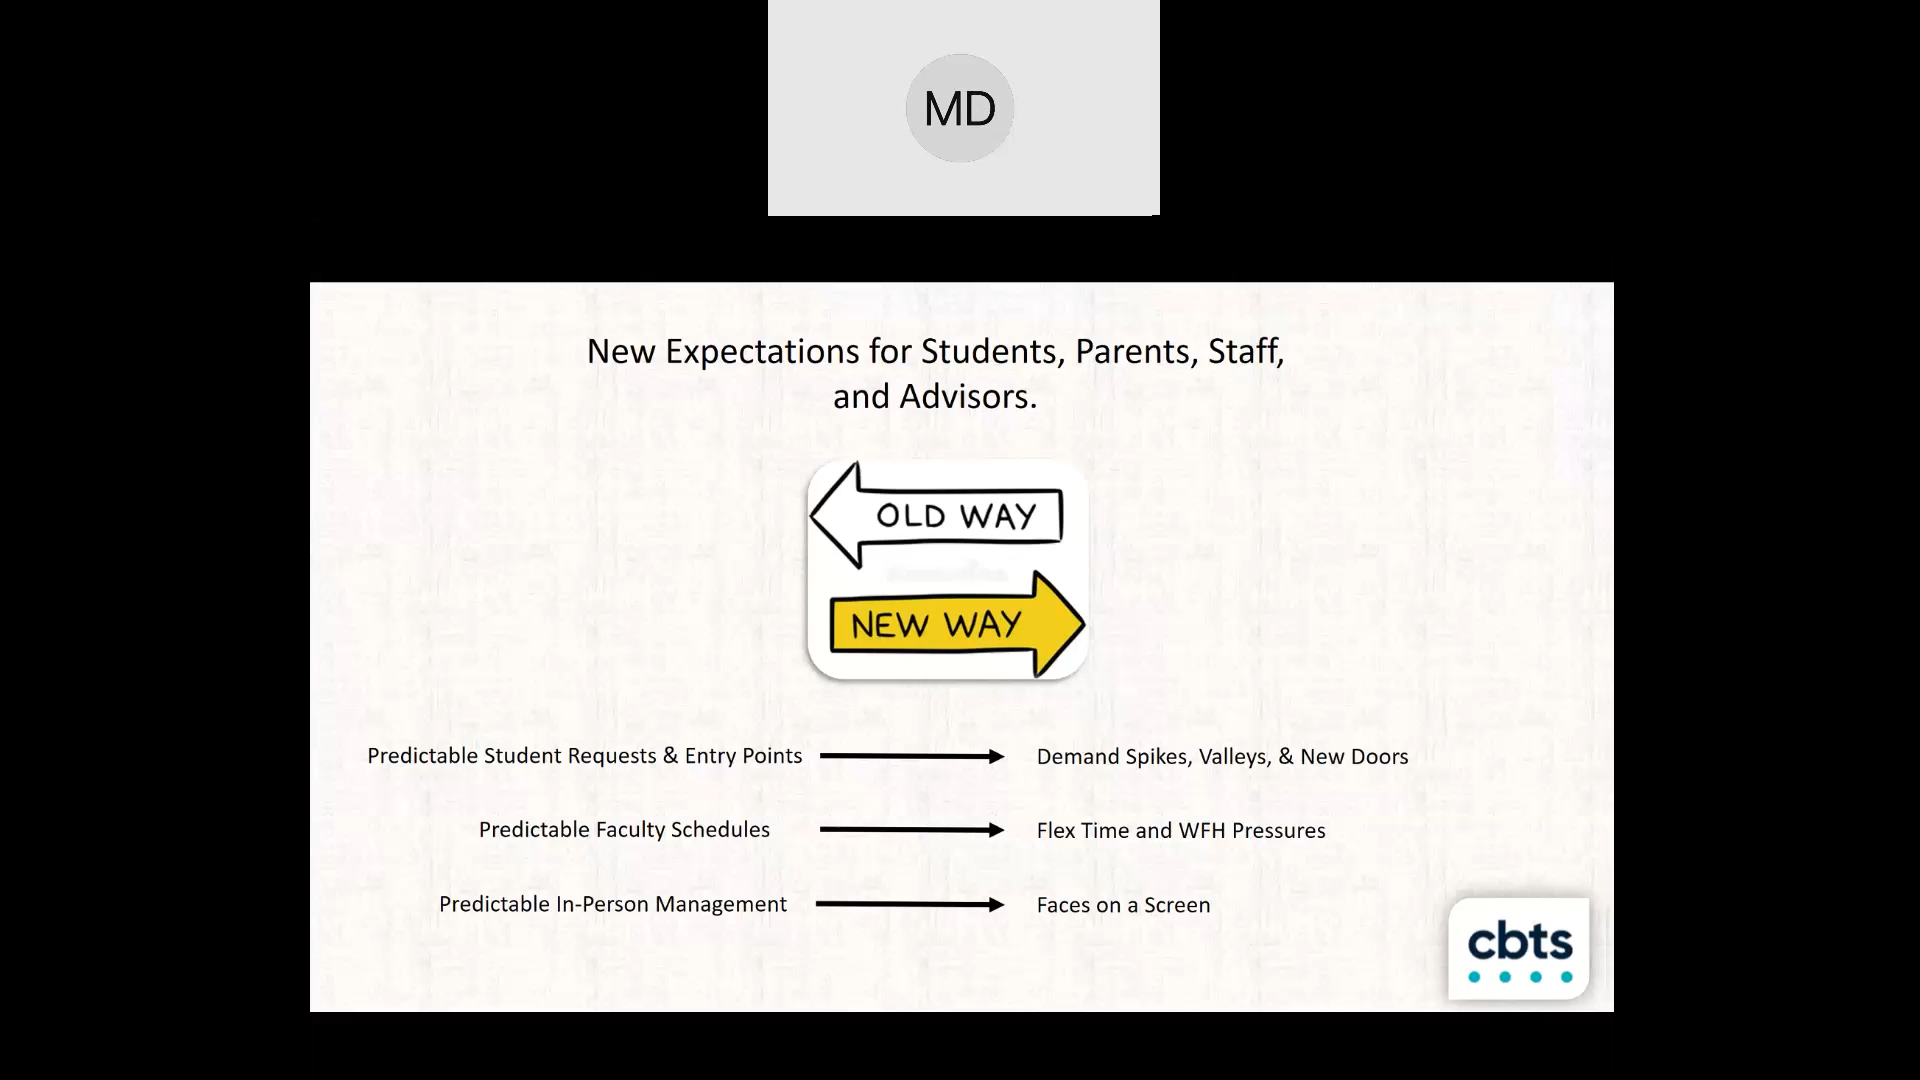 MD
New Expectations for Students, Parents, Staff,
and Advisors.
OLD WAY
NEW WAY
Predictable Student Requests & Entry Points
Demand Spikes, Valleys, & New Doors
Predictable Faculty Schedules
Flex Time and WFH Pressures
Predictable In-Person Management
Faces on a Screen
cbts